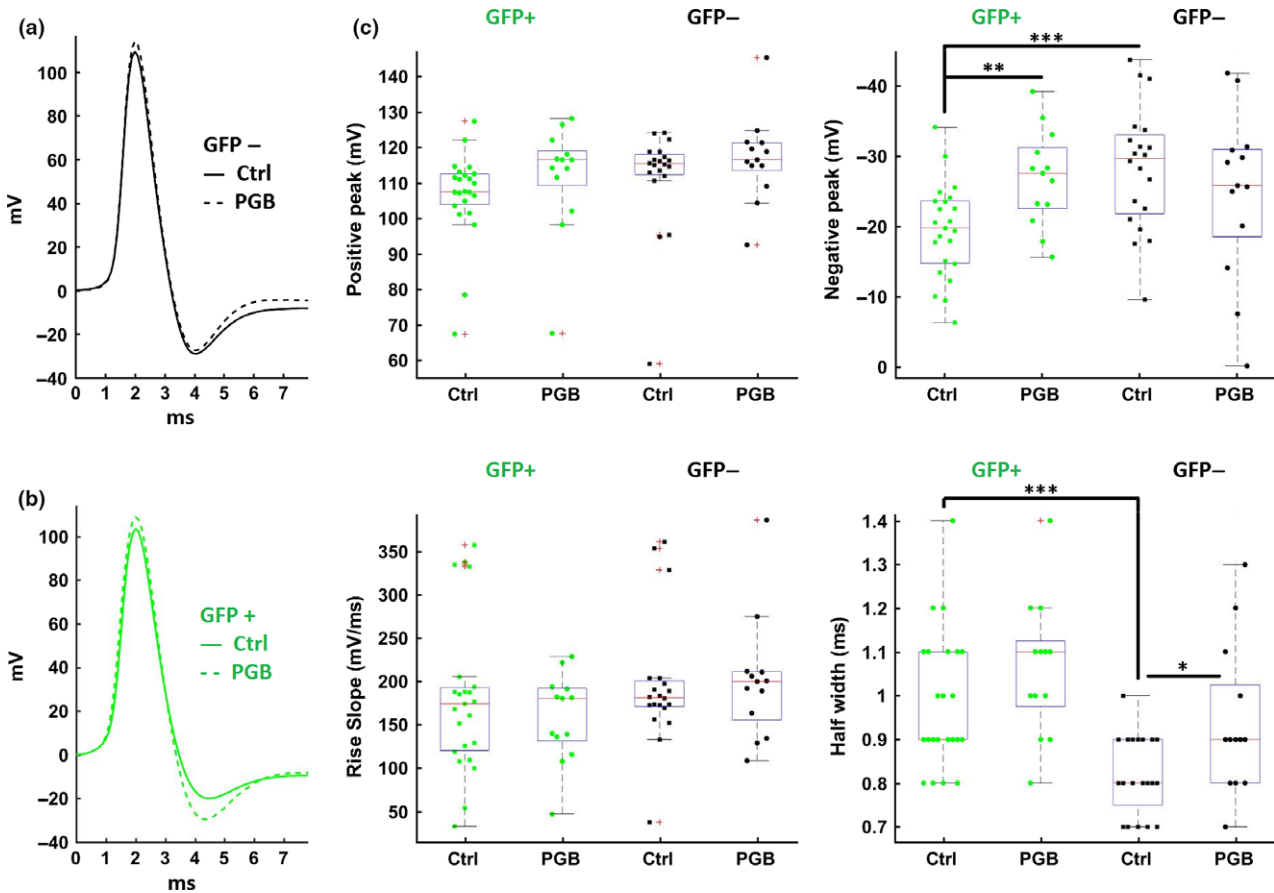 (a)
mV
100
80
60
40
20
0
−20
−40
0 1 2 3 4 5 6 7
ms
GFP −
Ctrl
PGB
(c)
GFP+ GFP−
Positive peak (mV)
140
130
120
110
100
90
80
70
60
Ctrl PGB Ctrl PGB
GFP+ GFP−
***
**
Negative peak (mV)
−40
−30
−20
−10
0
Ctrl PGB Ctrl PGB
(b)
mV
100
80
60
40
20
0
−20
−40
0 1 2 3 4 5 6 7
ms
GFP +
Ctrl
PGB
GFP+ GFP−
Rise Slope (mV/ms)
350
300
250
200
150
100
50
Ctrl PGB Ctrl PGB
GFP+ GFP−
***
*
Half width (ms)
1.4
1.3
1.2
1.1
1
0.9
0.8
0.7
Ctrl PGB Ctrl PGB